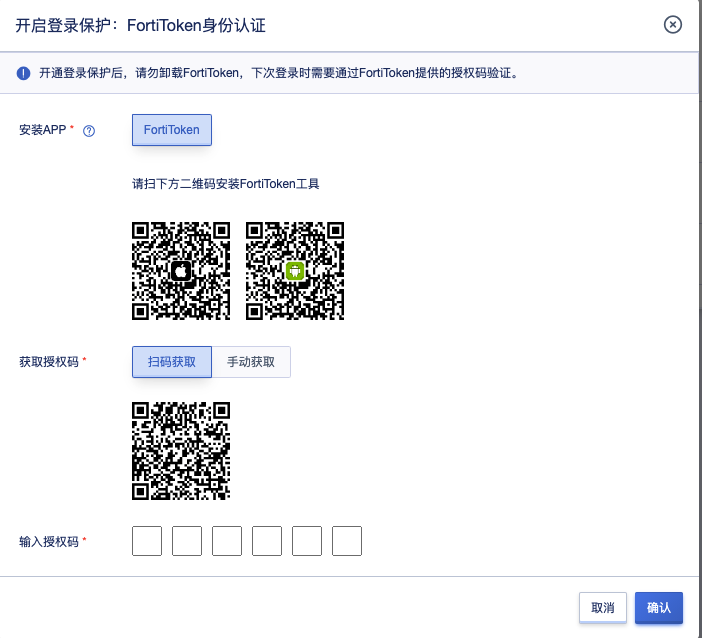 开启登录保护：FortiToken身份认证
开通登录保护后，请勿卸载FortiToken，下次登录时需要通过FortiToken提供的授权码验证。
安装APP * ?
FortiToken
请扫下方二维码安装FortiToken工具
获取授权码 *
扫码获取 手动获取
输入授权码 *
取消 确认